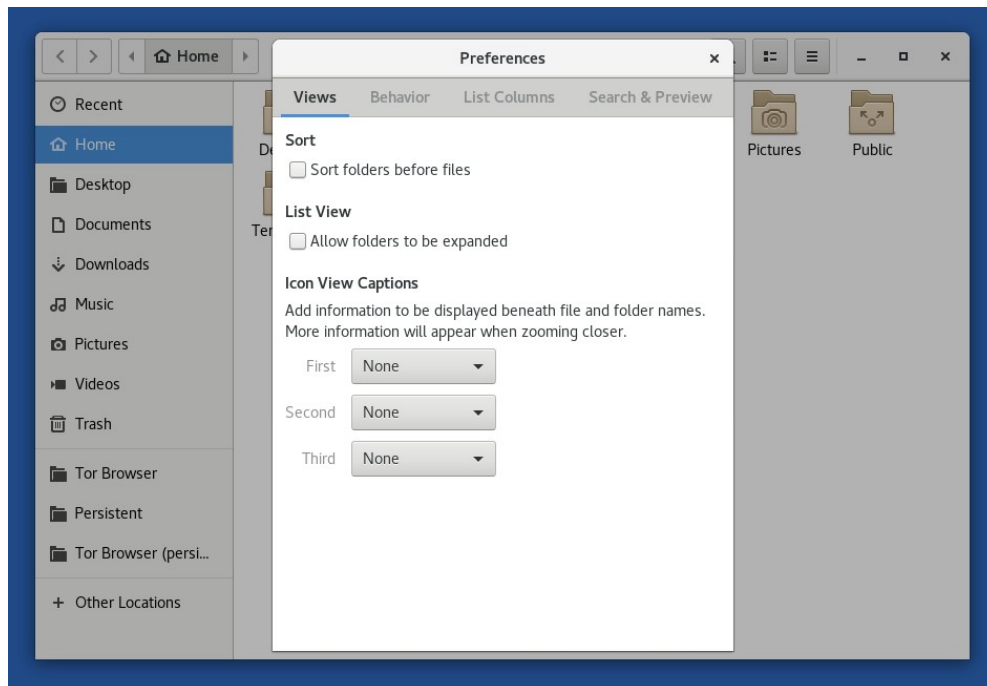 Home
Preferences
Recent
Home
Desktop
Documents
Downloads
Music
Pictures
Videos
Trash
Tor Browser
Persistent
Tor Browser (persi...
+ Other Locations
Views Behavior List Columns Search & Preview
Sort
Sort folders before files
List View
Allow folders to be expanded
Icon View Captions
Add information to be displayed beneath file and folder names.
More information will appear when zooming closer.
First None
Second None
Third None
Pictures Public